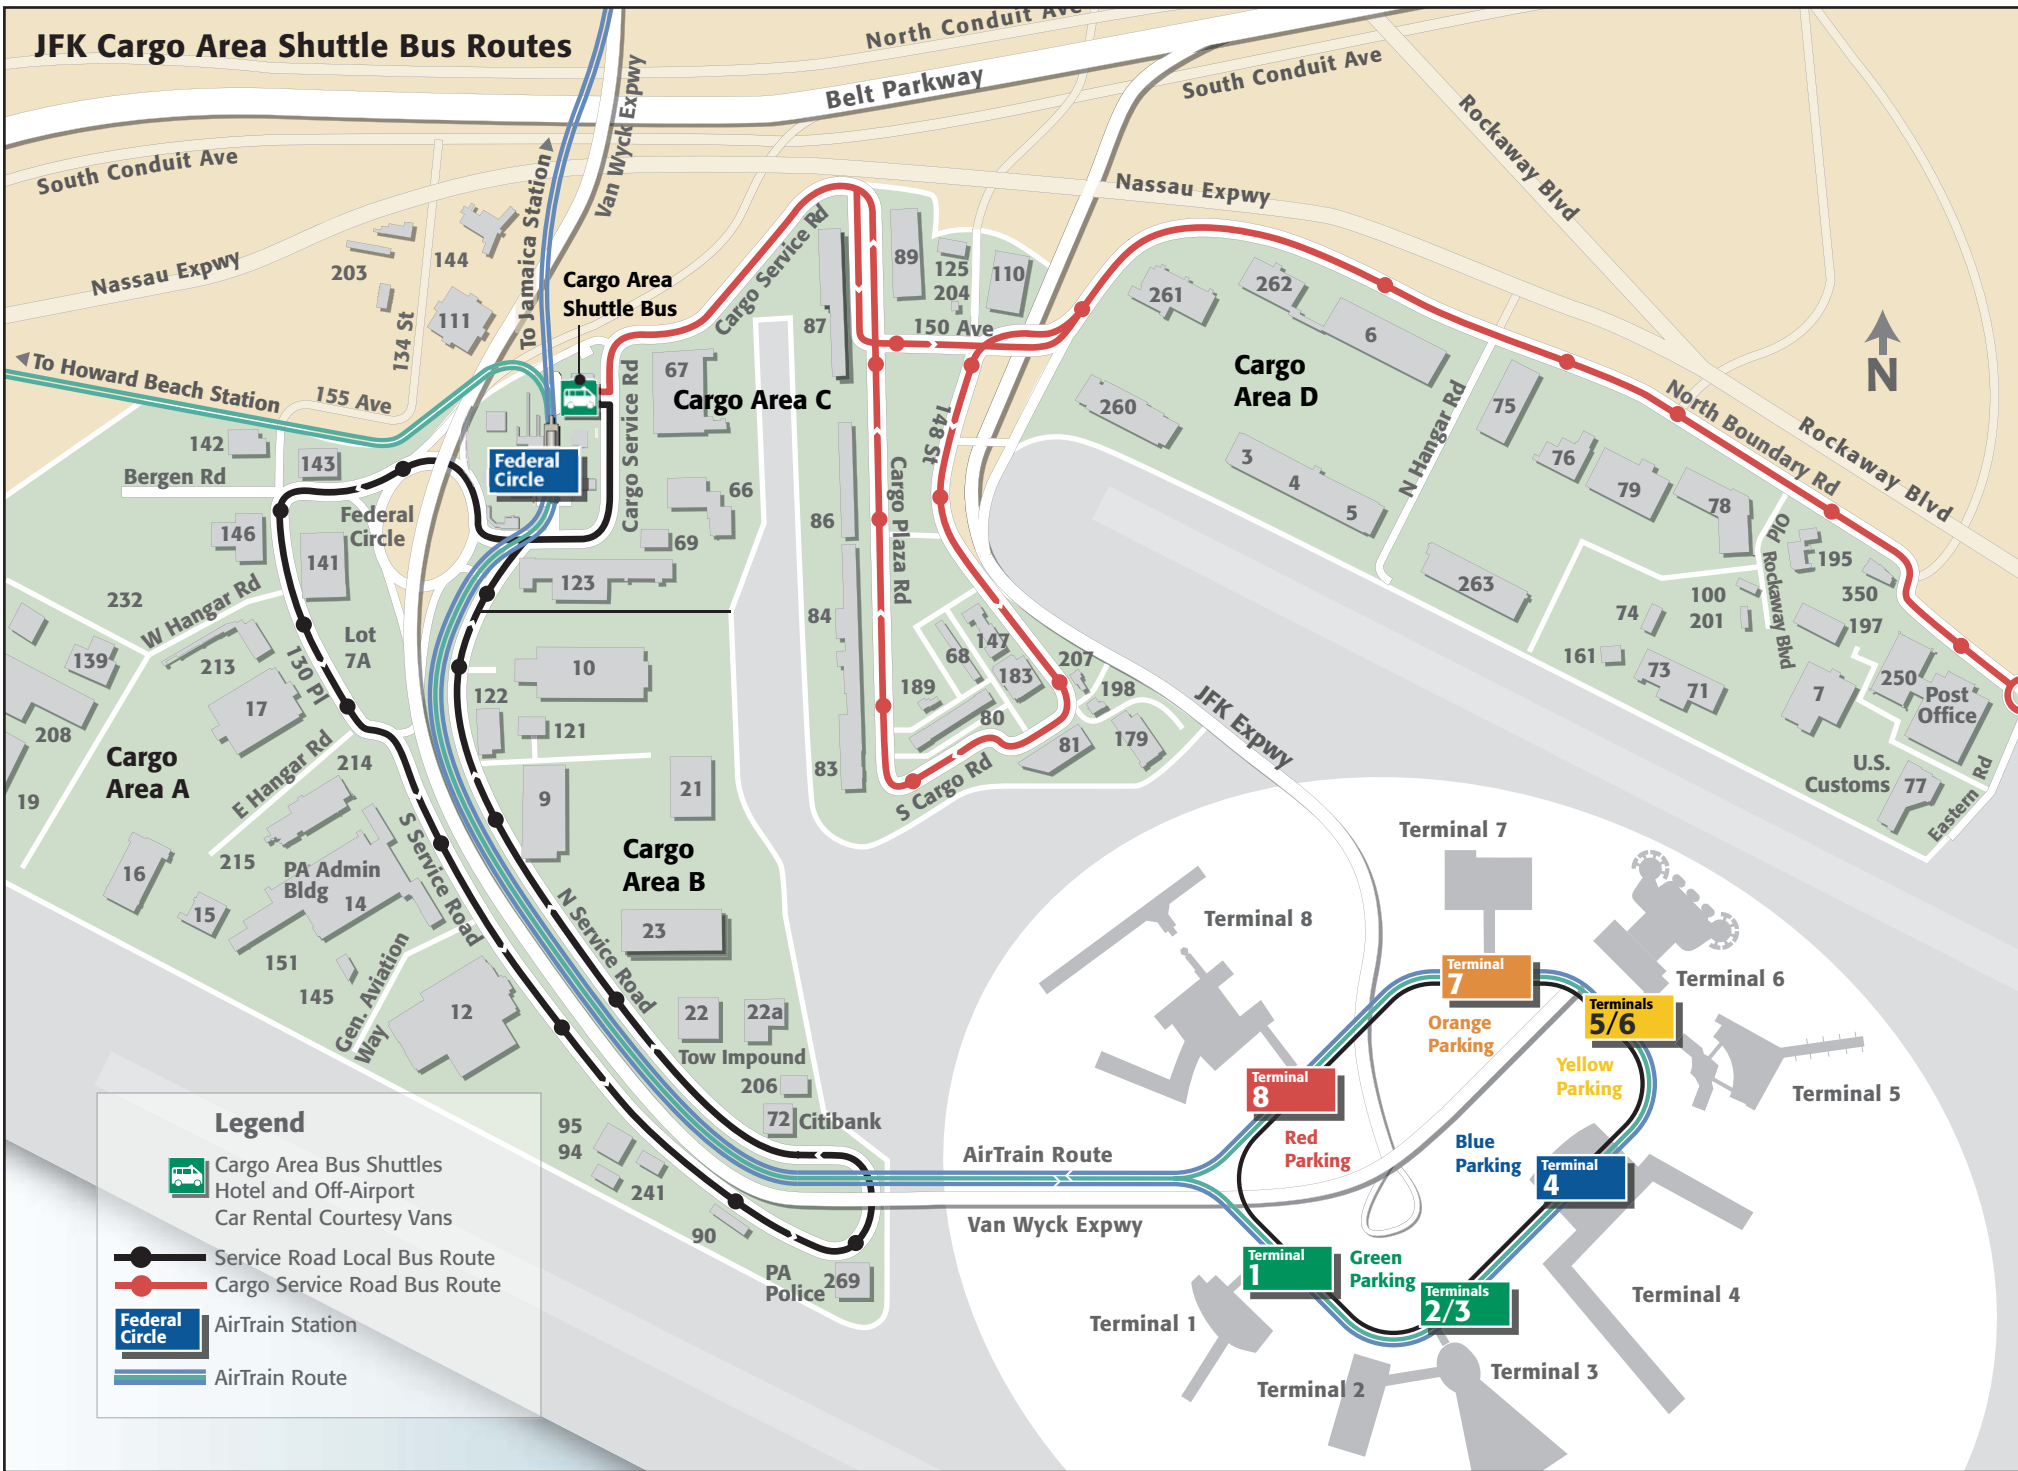 JFK Cargo Area Shuttle Bus Routes
North Conduit Ave
Belt Parkway
South Conduit Ave
South Conduit Ave
Van Wyck Expwy
To Jamaica Station
Nassau Expwy
Nassau Expwy
Rockaway Blvd
Rockaway Blvd
203
144
111
134 St
Cargo Area
Shuttle Bus
Cargo Service Rd
To Howard Beach Station
155 Ave
142
143
Bergen Rd
Federal
Circle
Federal
Circle
Cargo Service Rd
67
Cargo Area C
87
89
125
204
110
150 Ave
148 St
Cargo Plaza Rd
66
69
86
84
83
146
141
123
232
W Hangar Rd
Lot
7A
139
213
130 Pl
17
208
Cargo
Area A
19
E Hangar Rd
214
215
16
15
PA Admin
Bldg
14
151
145
Gen. Aviation
Way
12
S Service Road
N Service Road
10
122
121
9
21
Cargo
Area B
23
22
22a
Tow Impound
206
72
Citibank
95
94
241
90
PA
Police
269
68
147
183
207
198
189
80
81
179
S Cargo Rd
JFK Expwy
261
262
6
Cargo
Area D
260
3
4
5
N Hangar Rd
263
75
76
79
78
North Boundary Rd
Old
Rockaway Blvd
195
350
100
201
74
197
161
73
71
7
250
Post
Office
U.S.
Customs
77
Eastern Rd
N
Legend
Cargo Area Bus Shuttles
Hotel and Off-Airport
Car Rental Courtesy Vans
Service Road Local Bus Route
Cargo Service Road Bus Route
Federal
Circle
AirTrain Station
AirTrain Route
AirTrain Route
Van Wyck Expwy
Terminal 7
Terminal 8
Terminal 6
Terminal 5
Terminal 4
Terminal 3
Terminal 2
Terminal 1
Terminal
7
Orange
Parking
Terminals
5/6
Yellow
Parking
Terminal
8
Red
Parking
Blue
Parking
Terminal
4
Terminal
1
Green
Parking
Terminals
2/3